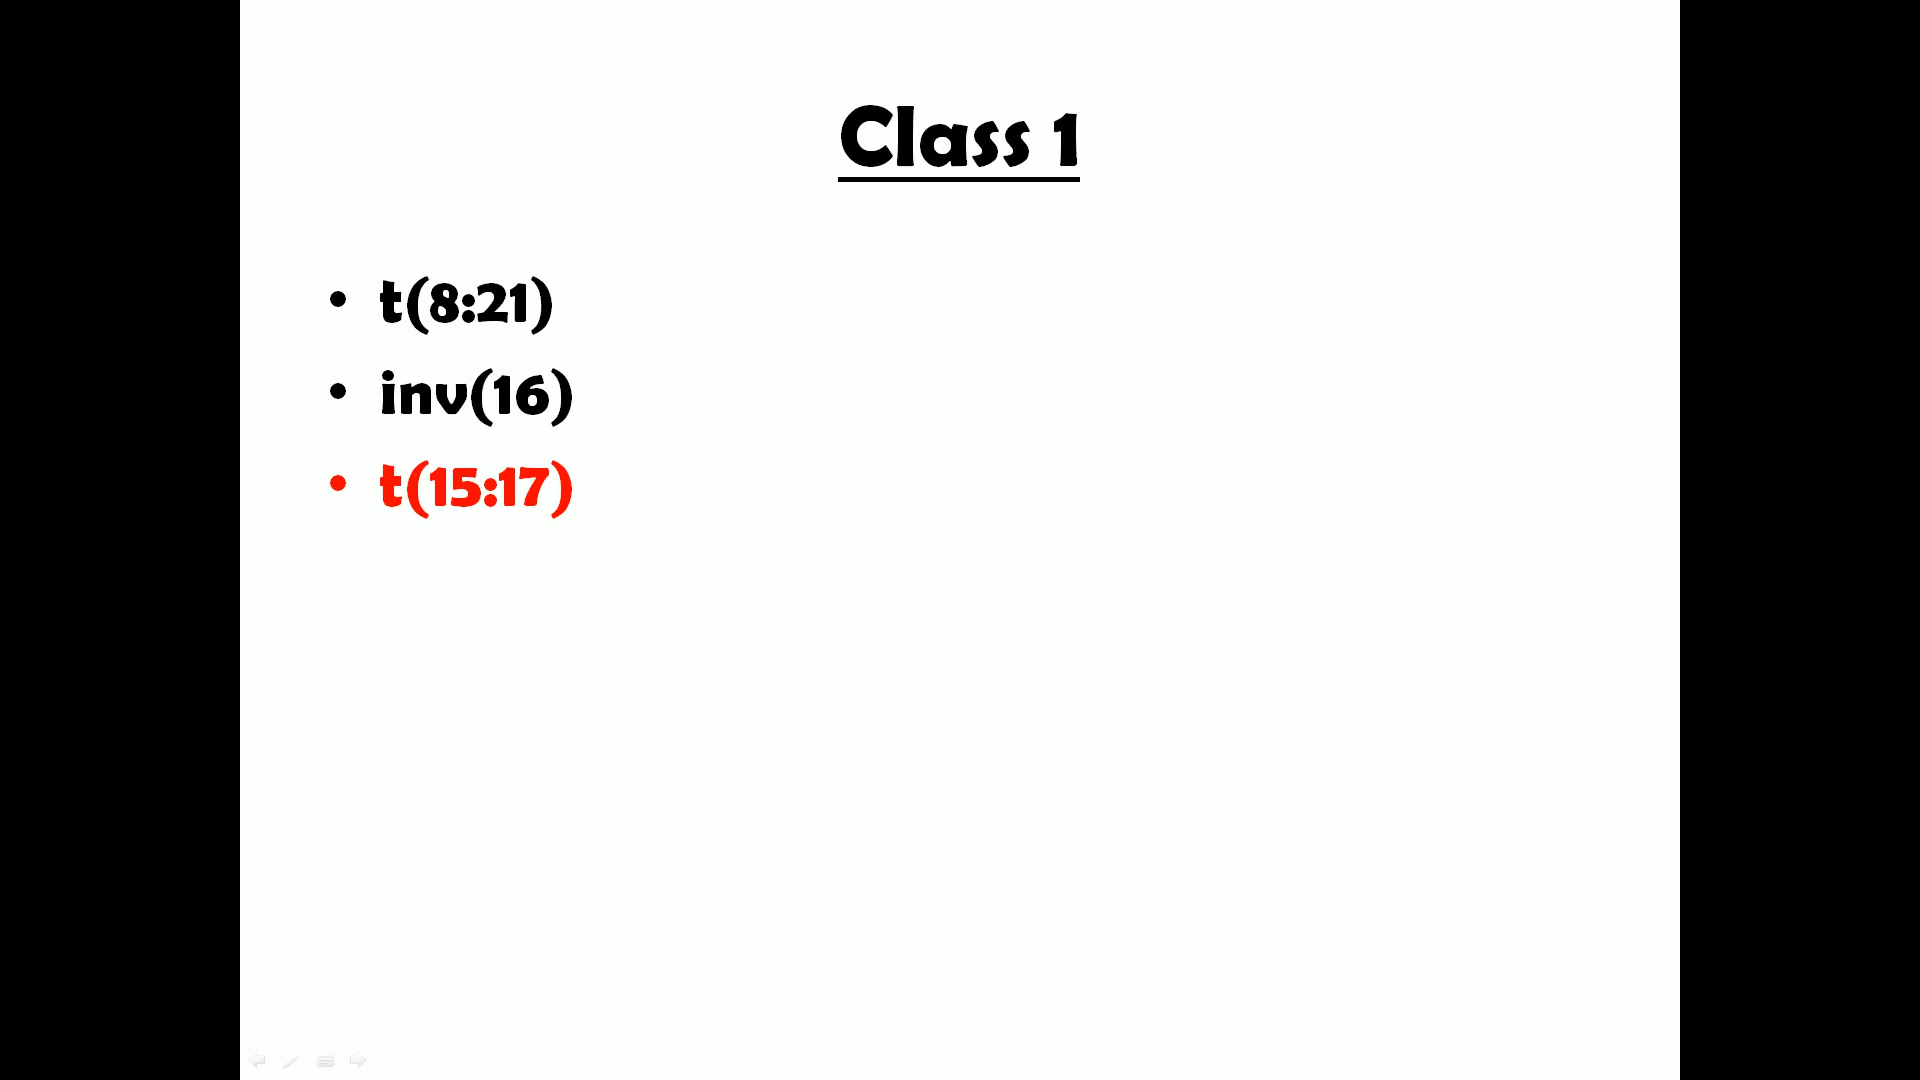 Class 1
• t(8:21)
• inv(16)
• t(15:17)